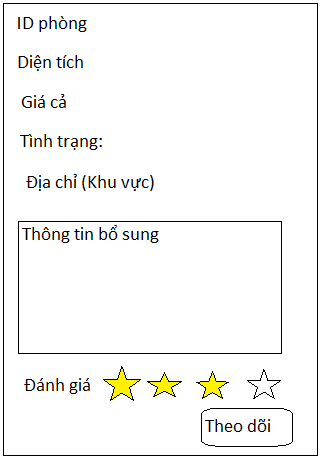 ID phòng
Diện tích
Giá cả
Tình trạng:
Địa chỉ (Khu vực)
Thông tin bổ sung
Đánh giá
Theo dõi